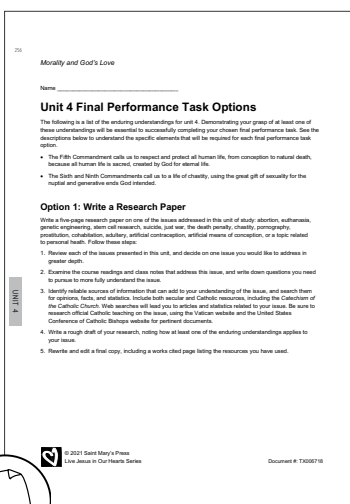 256
Morality and God's Love
Name
Unit 4 Final Performance Task Options
The following is a list of the enduring understandings for unit 4. Demonstrating your grasp of at least one of
these understandings will be essential to successfully completing your chosen final performance task. See the
descriptions below to understand the specific elements that will be required for each final performance task
option.
• The Fifth Commandment calls us to respect and protect all human life, from conception to natural death,
because all human life is sacred, created by God for eternal life.
• The Sixth and Ninth Commandments call us to a life of chastity, using the great gift of sexuality for the
nuptial and generative ends God intended.
Option 1: Write a Research Paper
Write a five-page research paper on one of the issues addressed in this unit of study: abortion, euthanasia,
genetic engineering, stem cell research, suicide, just war, the death penalty, chastity, pornography,
prostitution, cohabitation, adultery, artificial contraception, artificial means of conception, or a topic related
to personal heath. Follow these steps:
1. Review each of the issues presented in this unit, and decide on one issue you would like to address in
greater depth.
2. Examine the course readings and class notes that address this issue, and write down questions you need
to pursue to more fully understand the issue.
3. Identify reliable sources of information that can add to your understanding of the issue, and search them
for opinions, facts, and statistics. Include both secular and Catholic resources, including the Catechism of
the Catholic Church. Web searches will lead you to articles and statistics related to your issue. Be sure to
research official Catholic teaching on the issue, using the Vatican website and the United States
Conference of Catholic Bishops website for pertinent documents.
4. Write a rough draft of your research, noting how at least one of the enduring understandings applies to
your issue.
5. Rewrite and edit a final copy, including a works cited page listing the resources you have used.
UNIT 4
© 2021 Saint Mary's Press
Live Jesus in Our Hearts Series
Document #: TX006718